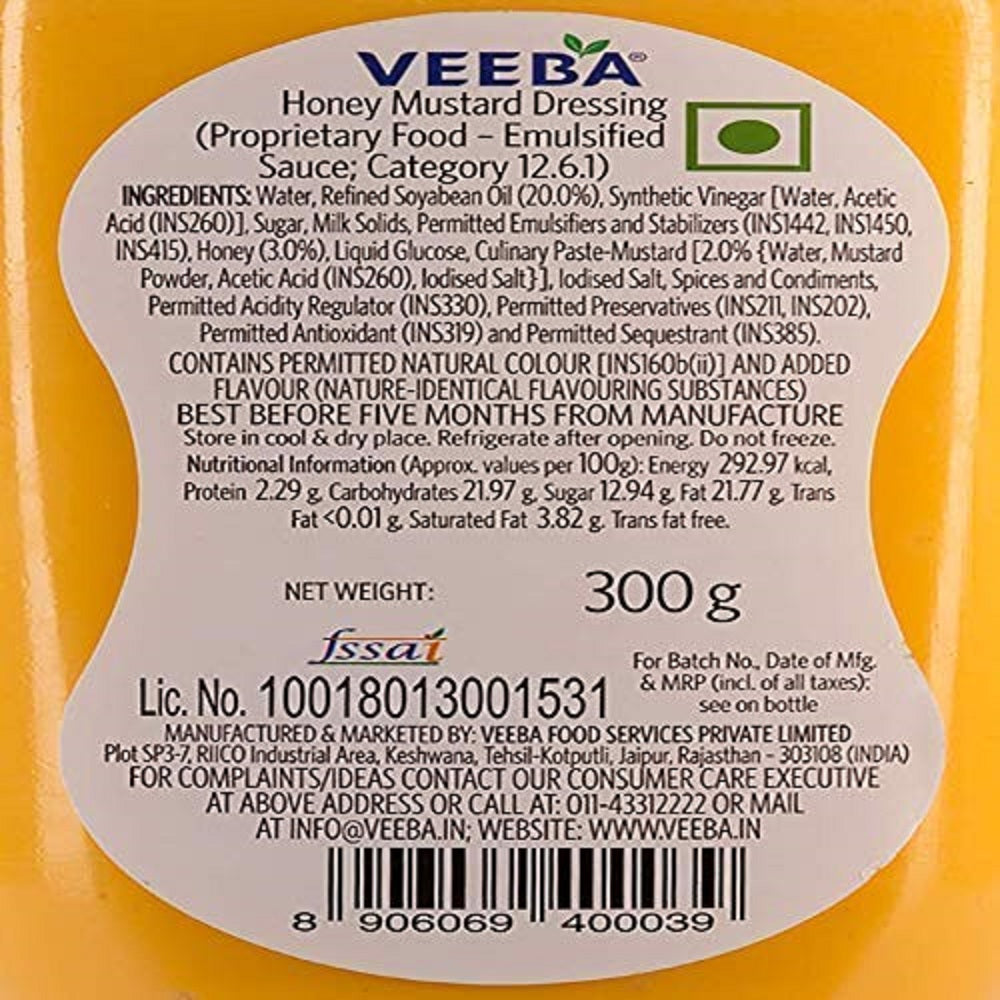 VEEBA®
Honey Mustard Dressing
(Proprietary Food – Emulsified
Sauce; Category 12.6.1)
INGREDIENTS: Water, Refined Soyabean Oil (20.0%), Synthetic Vinegar [Water, Acetic
Acid (INS260)], Sugar, Milk Solids, Permitted Emulsifiers and Stabilizers (INS1442, INS1450,
INS415), Honey (3.0%), Liquid Glucose, Culinary Paste-Mustard [2.0% {Water, Mustard
Powder, Acetic Acid (INS260), Iodised Salt}], Iodised Salt, Spices and Condiments,
Permitted Acidity Regulator (INS330), Permitted Preservatives (INS211, INS202),
Permitted Antioxidant (INS319) and Permitted Sequestrant (INS385).
CONTAINS PERMITTED NATURAL COLOUR [INS160b(ii)] AND ADDED
FLAVOUR (NATURE-IDENTICAL FLAVOURING SUBSTANCES)
BEST BEFORE FIVE MONTHS FROM MANUFACTURE
Store in cool & dry place. Refrigerate after opening. Do not freeze.
Nutritional Information (Approx. values per 100g): Energy 292.97 kcal,
Protein 2.29 g, Carbohydrates 21.97 g, Sugar 12.94 g, Fat 21.77 g, Trans
Fat <0.01 g, Saturated Fat 3.82 g. Trans fat free.
NET WEIGHT: 300 g
fssai
Lic. No. 10018013001531
For Batch No., Date of Mfg.
& MRP (incl. of all taxes):
see on bottle
MANUFACTURED & MARKETED BY: VEEBA FOOD SERVICES PRIVATE LIMITED
Plot SP3-7, RIICO Industrial Area, Keshwana, Tehsil-Kotputli, Jaipur, Rajasthan - 303108 (INDIA)
FOR COMPLAINTS/IDEAS CONTACT OUR CONSUMER CARE EXECUTIVE
AT ABOVE ADDRESS OR CALL AT: 011-43312222 OR MAIL
AT INFO@VEEBA.IN; WEBSITE: WWW.VEEBA.IN
8 906069 400039